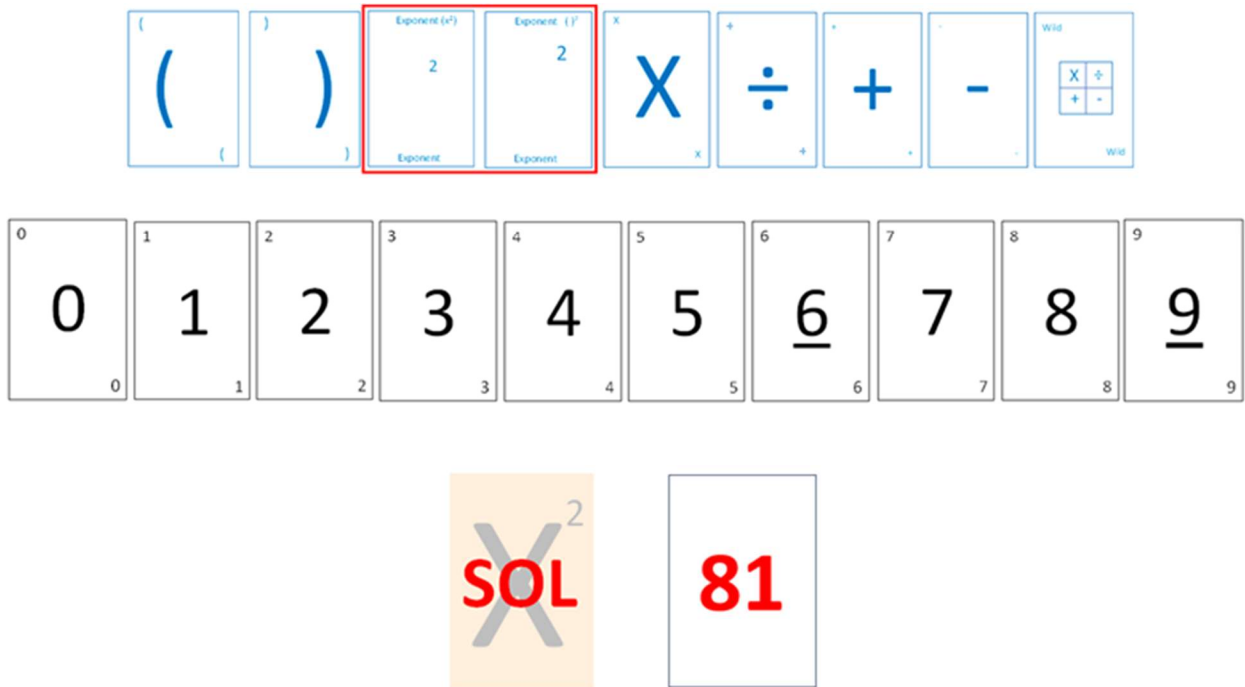 ( ) Exponent (x²) Exponent ( )² X ÷ + - Wild
( ) 2 2 X ÷ + -
X ÷
+ -
( ) Exponent Exponent X ÷ + - Wild
0 1 2 3 4 5 6 7 8 9
0 1 2 3 4 5 6 7 8 9
0 1 2 3 4 5 6 7 8 9
X²
SOL
81